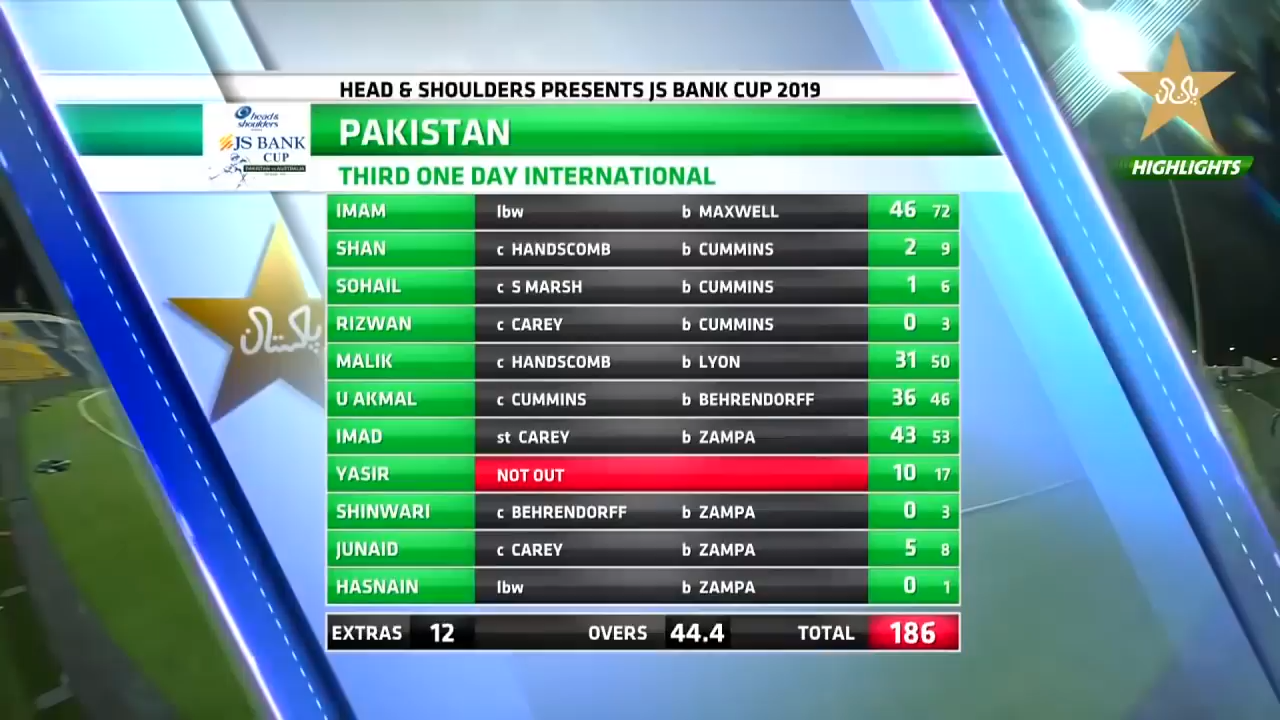 HEAD & SHOULDERS PRESENTS JS BANK CUP 2019
head& shoulders
JS BANK
CUP
PAKISTAN
THIRD ONE DAY INTERNATIONAL
پاکستان
HIGHLIGHTS
IMAM lbw b MAXWELL 46 72
SHAN c HANDSCOMB b CUMMINS 2 9
SOHAIL c S MARSH b CUMMINS 1 6
RIZWAN c CAREY b CUMMINS 0 3
MALIK c HANDSCOMB b LYON 31 50
U AKMAL c CUMMINS b BEHRENDORFF 36 46
IMAD st CAREY b ZAMPA 43 53
YASIR NOT OUT 10 17
SHINWARI c BEHRENDORFF b ZAMPA 0 3
JUNAID c CAREY b ZAMPA 5 8
HASNAIN lbw b ZAMPA 0 1
EXTRAS 12 OVERS 44.4 TOTAL 186
پاکستان